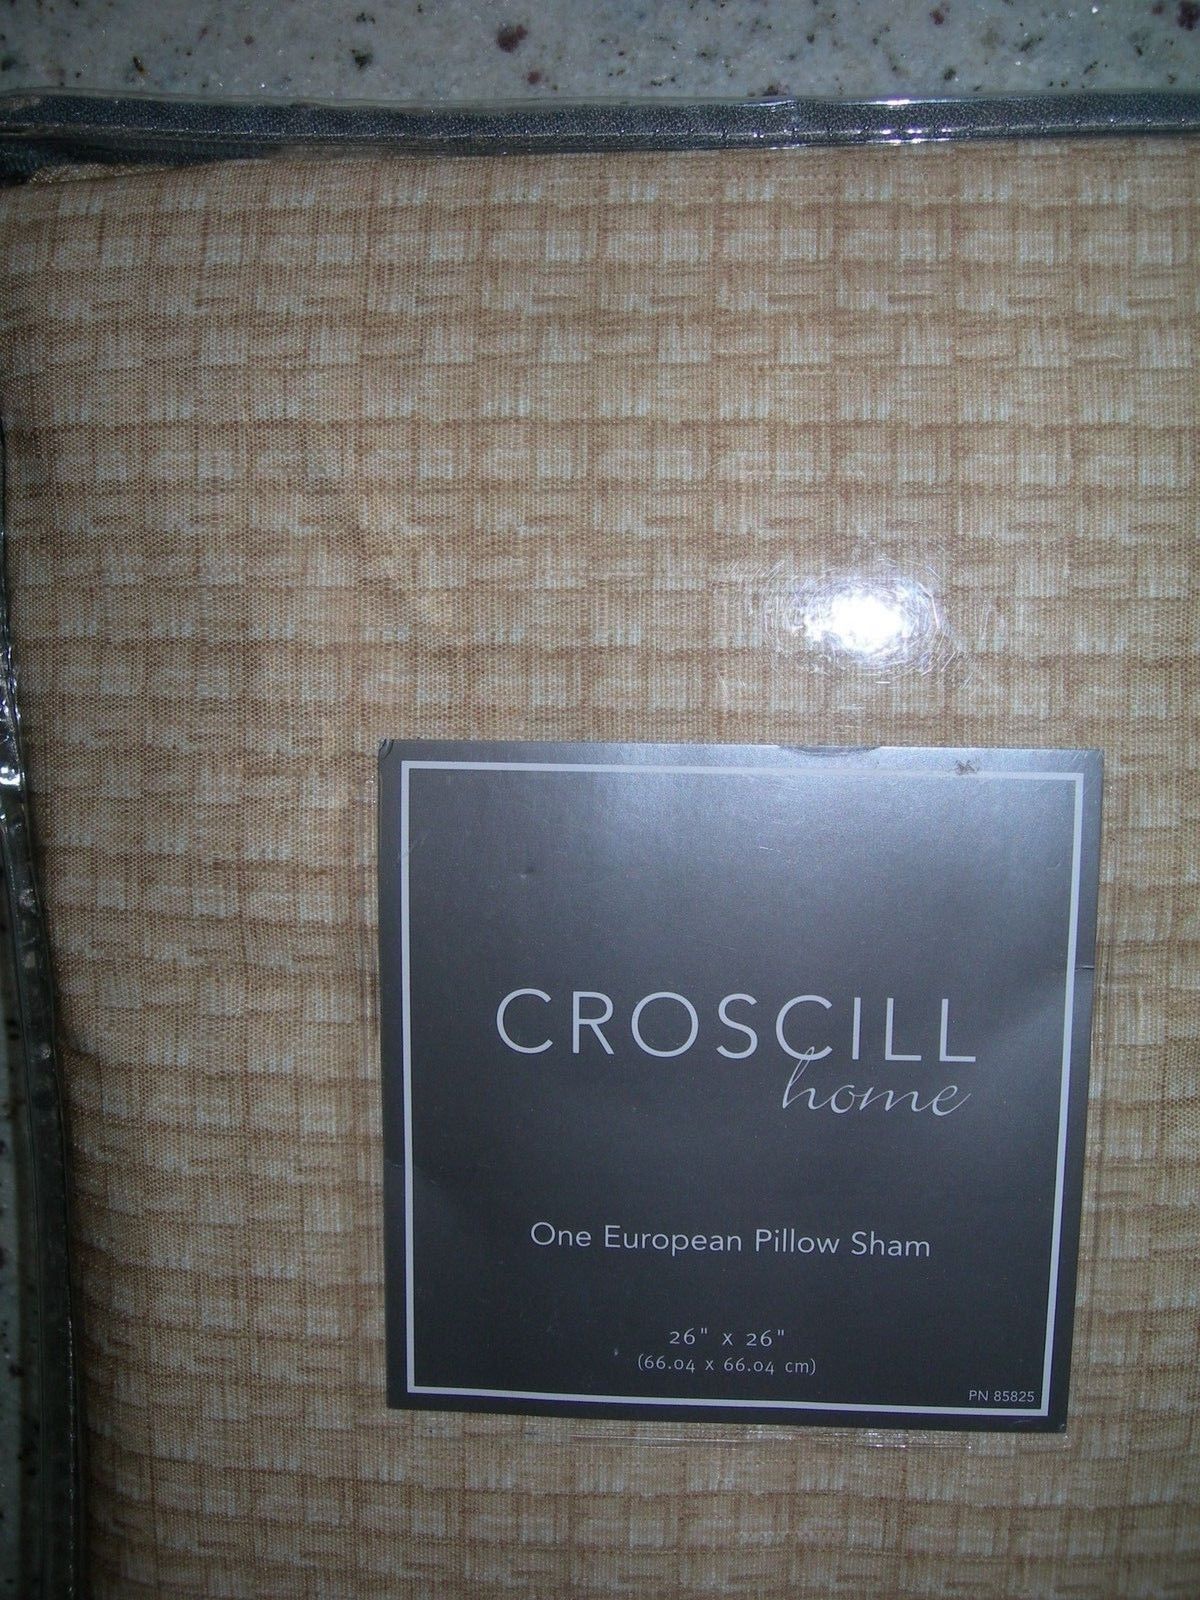 CROSCILL
home
One European Pillow Sham
26" x 26"
(66.04 x 66.04 cm)
PN 85825